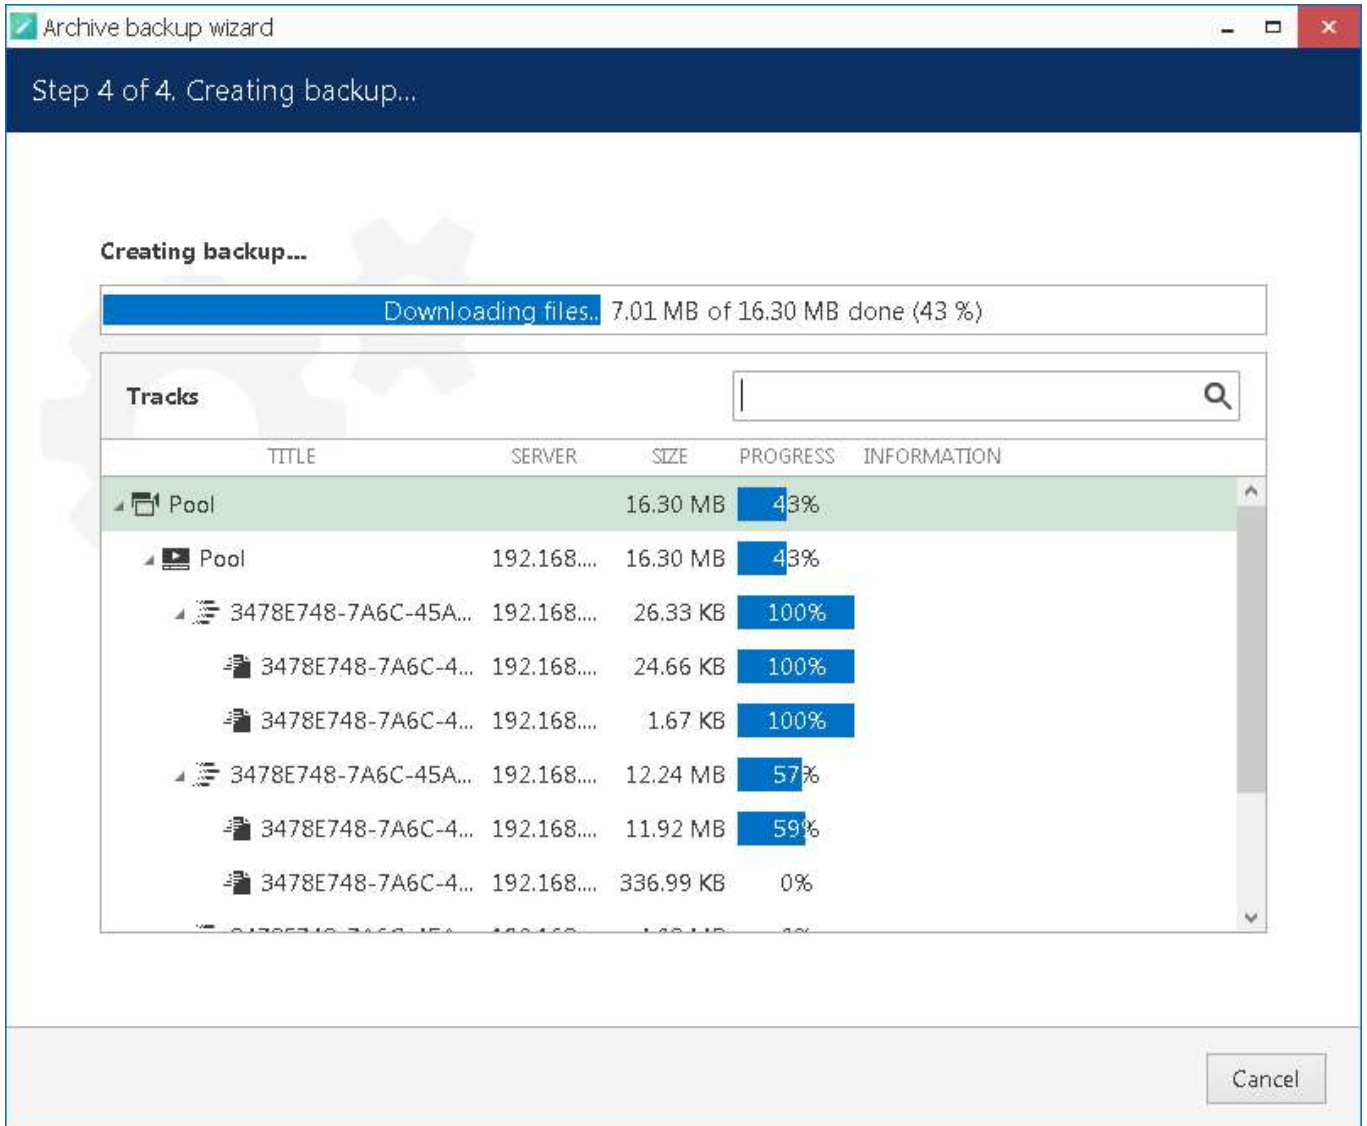 Archive backup wizard
Step 4 of 4. Creating backup...
Creating backup...
Downloading files.. 7.01 MB of 16.30 MB done (43 %)
Tracks
TITLE SERVER SIZE PROGRESS INFORMATION
Pool 16.30 MB 43%
Pool 192.168.... 16.30 MB 43%
3478E748-7A6C-45A... 192.168.... 26.33 KB 100%
3478E748-7A6C-4... 192.168.... 24.66 KB 100%
3478E748-7A6C-4... 192.168.... 1.67 KB 100%
3478E748-7A6C-45A... 192.168.... 12.24 MB 57%
3478E748-7A6C-4... 192.168.... 11.92 MB 59%
3478E748-7A6C-4... 192.168.... 336.99 KB 0%
Cancel